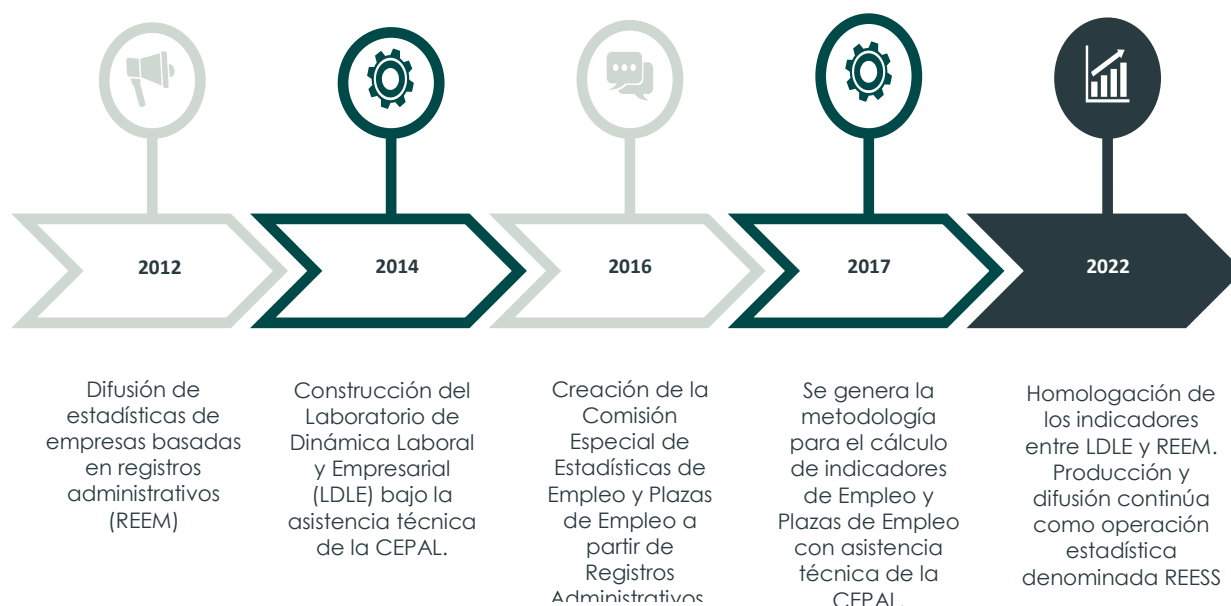 2012
2014
2016
2017
2022
Difusión de
estadísticas de
empresas basadas
en registros
administrativos
(REEM)
Construcción del
Laboratorio de
Dinámica Laboral
y Empresarial
(LDLE) bajo la
asistencia técnica
de la CEPAL.
Creación de la
Comisión
Especial de
Estadísticas de
Empleo y Plazas
de Empleo a
partir de
Registros
Administrativos
Se genera la
metodología
para el cálculo
de indicadores
de Empleo y
Plazas de Empleo
con asistencia
técnica de la
CEPAL.
Homologación de
los indicadores
entre LDLE y REEM.
Producción y
difusión continúa
como operación
estadística
denominada REESS